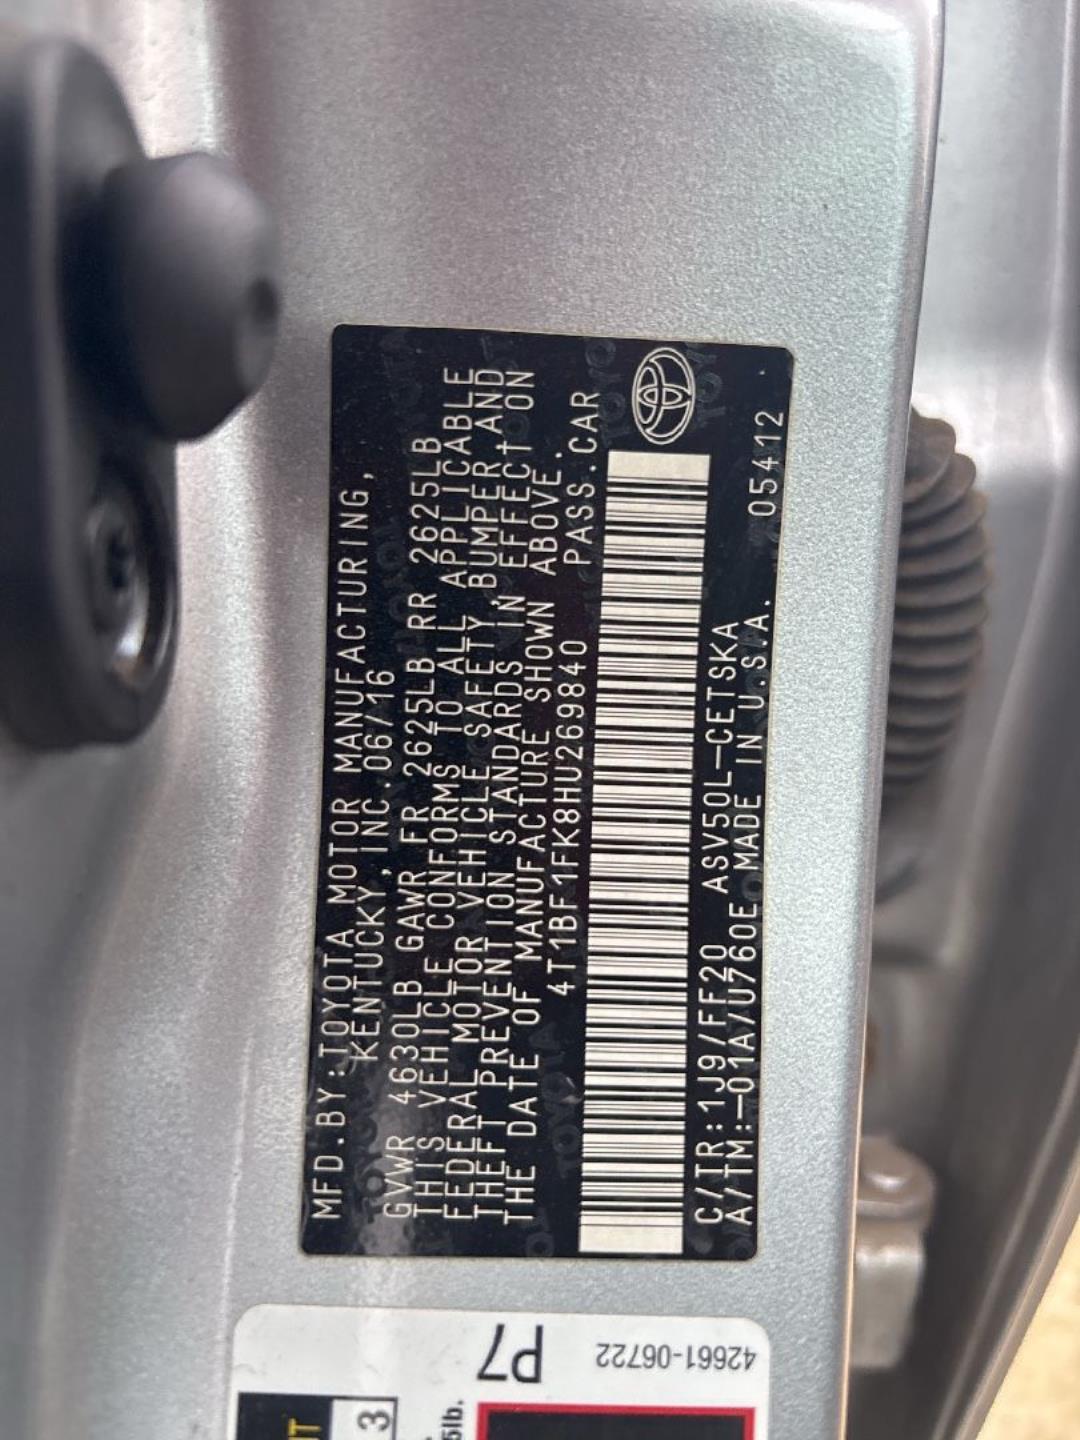 MFD.BY:TOYOTA MOTOR MANUFACTURING,
KENTUCKY, INC.06/16
GVWR 4630LB GAWR FR 2625LB RR 2625LB
THIS VEHICLE CONFORMS TO ALL APPLICABLE
FEDERAL MOTOR VEHICLE SAFETY,BUMPER AND
THEFT PREVENTION STANDARDS IN EFFECT ON
THE DATE OF MANUFACTURE SHOWN ABOVE.
4T1BF1FK8HU269840 PASS.CAR
C/TR:1J9/FF20 ASV50L-CETSKA
A/TM:-01A/U760E MADE IN U.S.A. 05412
P7
42661-06722
3